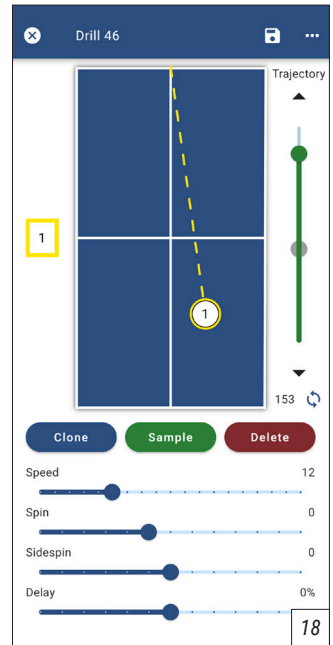 Drill 46
Trajectory
1
1
153
Clone Sample Delete
Speed 12
Spin 0
Sidespin 0
Delay 0%
18